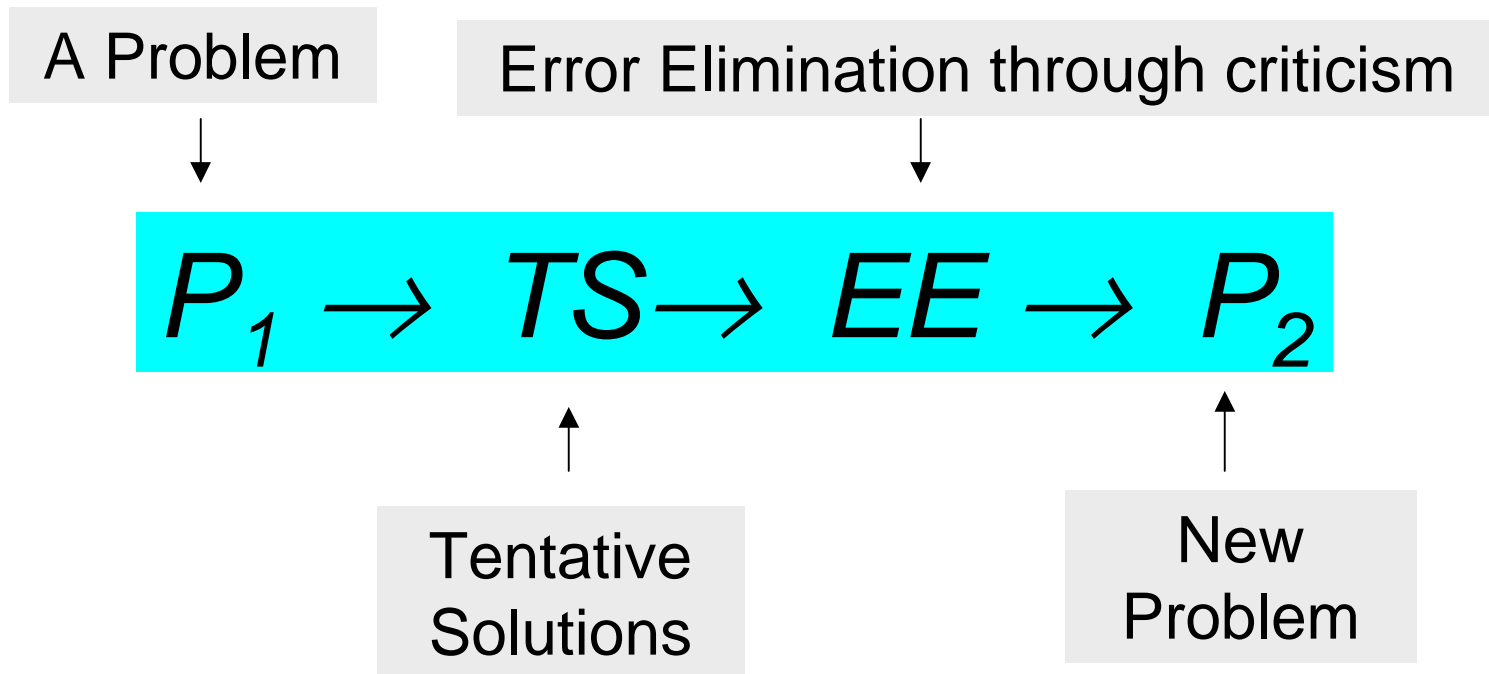 A Problem
Error Elimination through criticism
P₁ → TS → EE → P₂
Tentative
Solutions
New
Problem